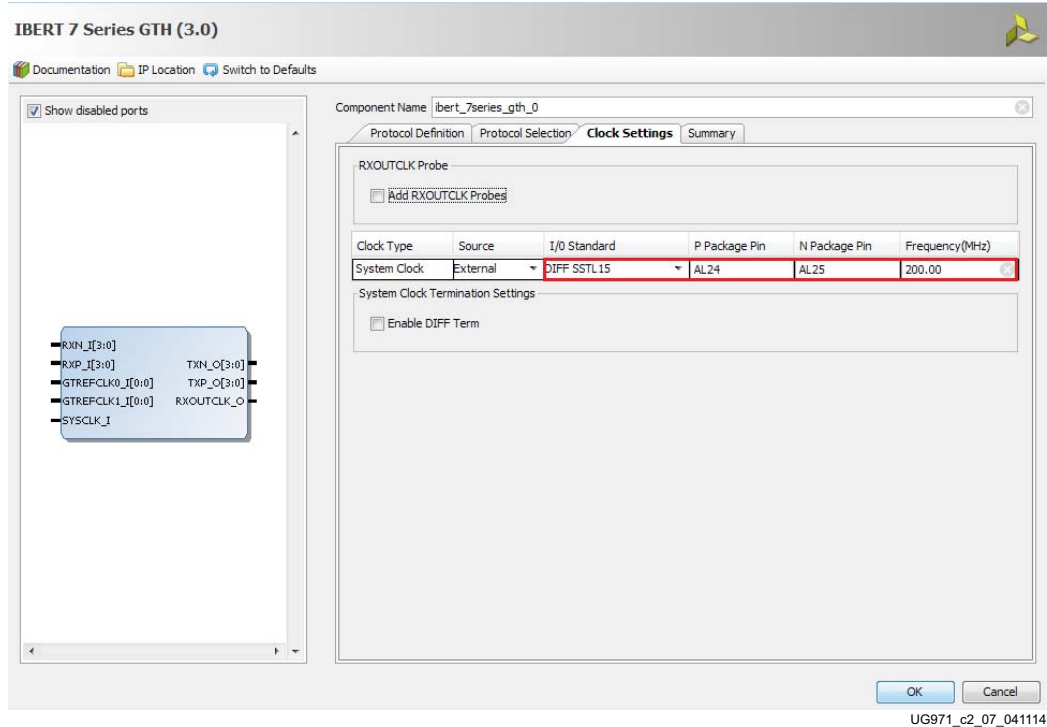 IBERT 7 Series GTH (3.0)
Documentation IP Location Switch to Defaults
Show disabled ports
Component Name ibert_7series_gth_0
Protocol Definition Protocol Selection Clock Settings Summary
RXOUTCLK Probe
Add RXOUTCLK Probes
Clock Type Source I/O Standard P Package Pin N Package Pin Frequency(MHz)
System Clock External DIFF SSTL15 AL24 AL25 200.00
System Clock Termination Settings
Enable DIFF Term
RXN_I[3:0]
RXP_I[3:0] TXN_O[3:0]
GTREFCLK0_I[0:0] TXP_O[3:0]
GTREFCLK1_I[0:0] RXOUTCLK_O
SYSCLK_I
OK Cancel
UG971_c2_07_041114